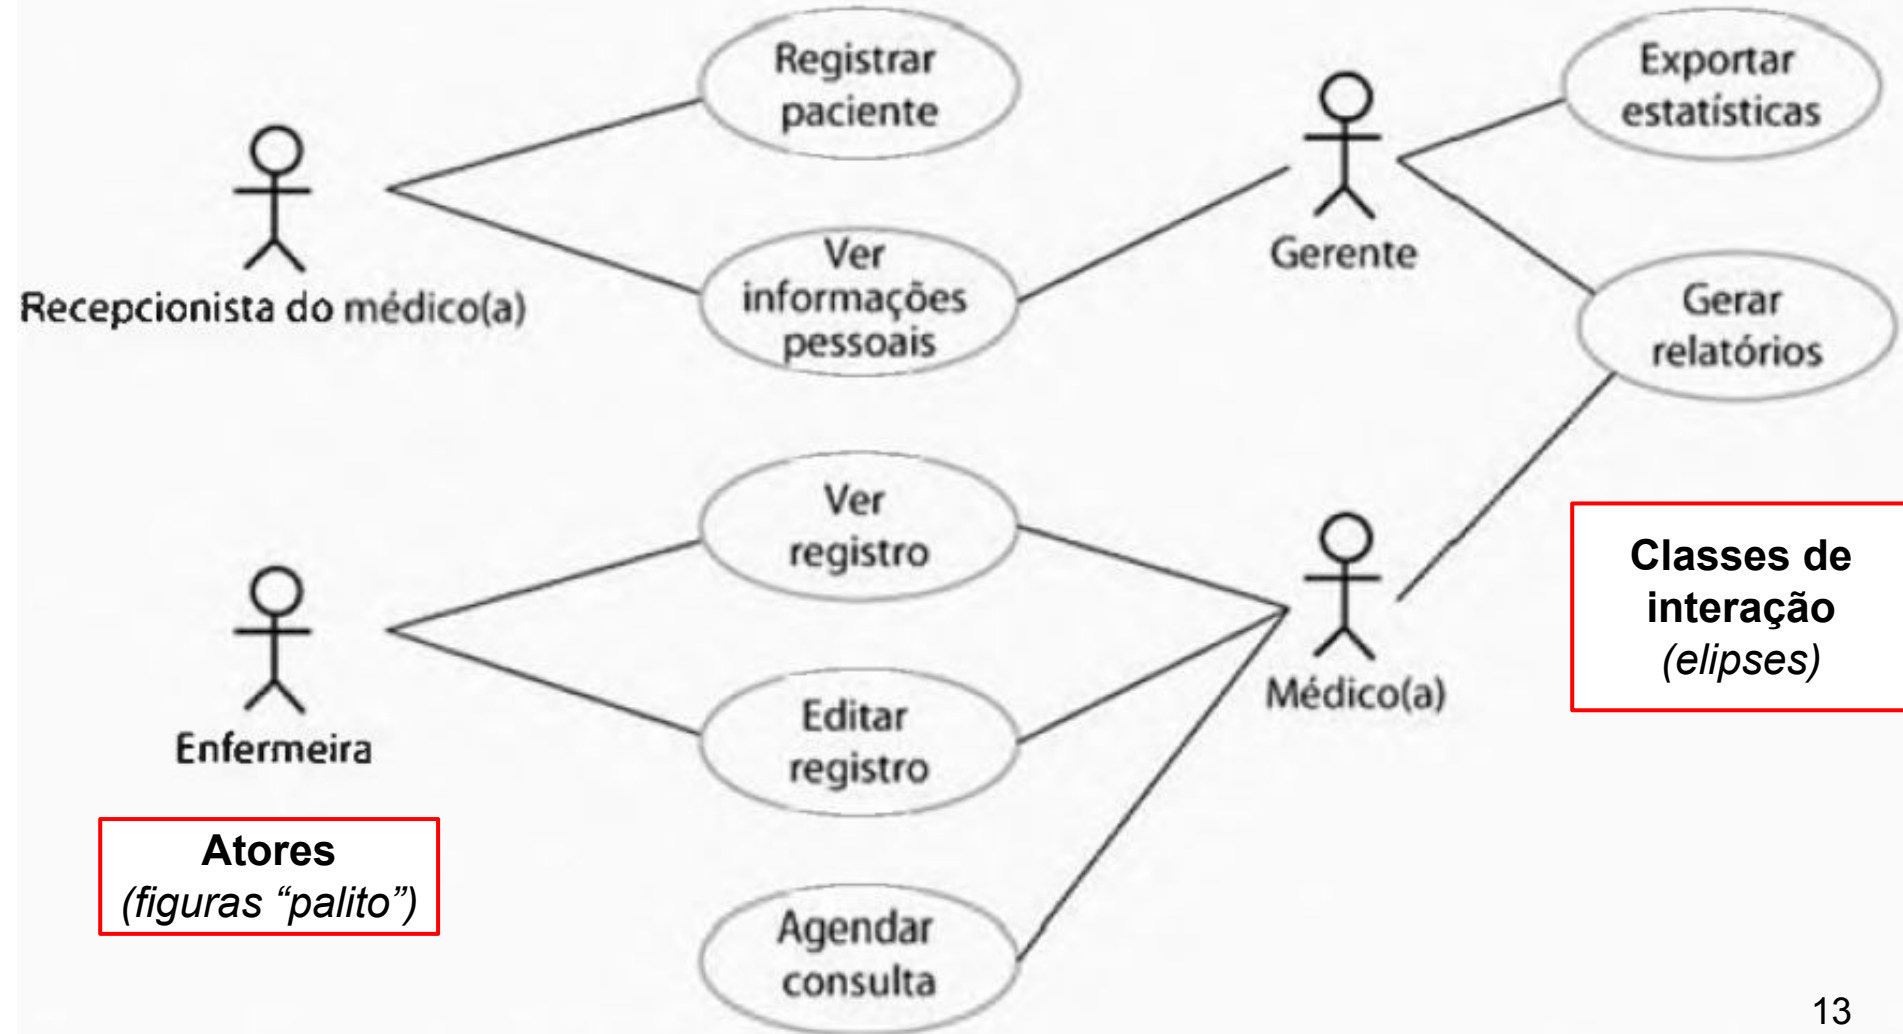 Registrar
paciente
Exportar
estatísticas
Recepcionista do médico(a)
Ver
informações
pessoais
Gerente
Gerar
relatórios
Ver
registro
Classes de
interação
(elipses)
Enfermeira
Editar
registro
Médico(a)
Atores
(figuras “palito”)
Agendar
consulta
13